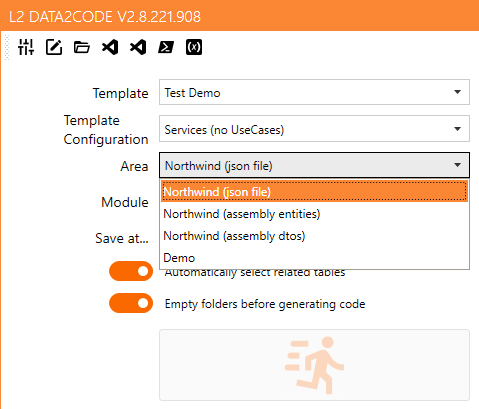 L2 DATA2CODE V2.8.221.908
Template
Test Demo
Template Configuration
Services (no UseCases)
Area
Northwind (json file)
Northwind (json file)
Northwind (assembly entities)
Northwind (assembly dtos)
Demo
Module
Save at...
Automatically select related tables
Empty folders before generating code